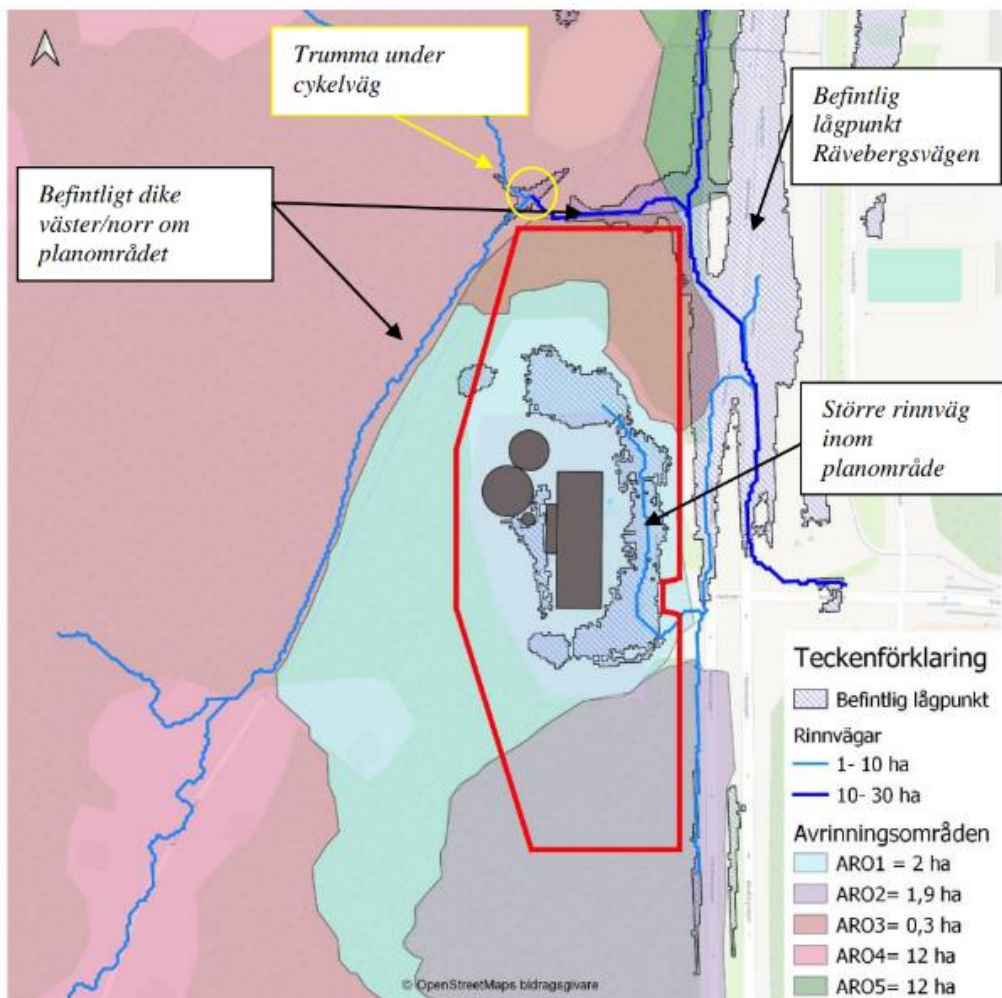 Trumma under
cykelväg
Befintlig
lågpunkt
Rävebergsvägen
Befintligt dike
väster/norr om
planområdet
Större rinnväg
inom
planområde
Teckenförklaring
Befintlig lågpunkt
Rinnvägar
1- 10 ha
10- 30 ha
Avrinningsområden
ARO1 = 2 ha
ARO2= 1,9 ha
ARO3= 0,3 ha
ARO4= 12 ha
ARO5= 12 ha
© OpenStreetMaps bidragsgivare